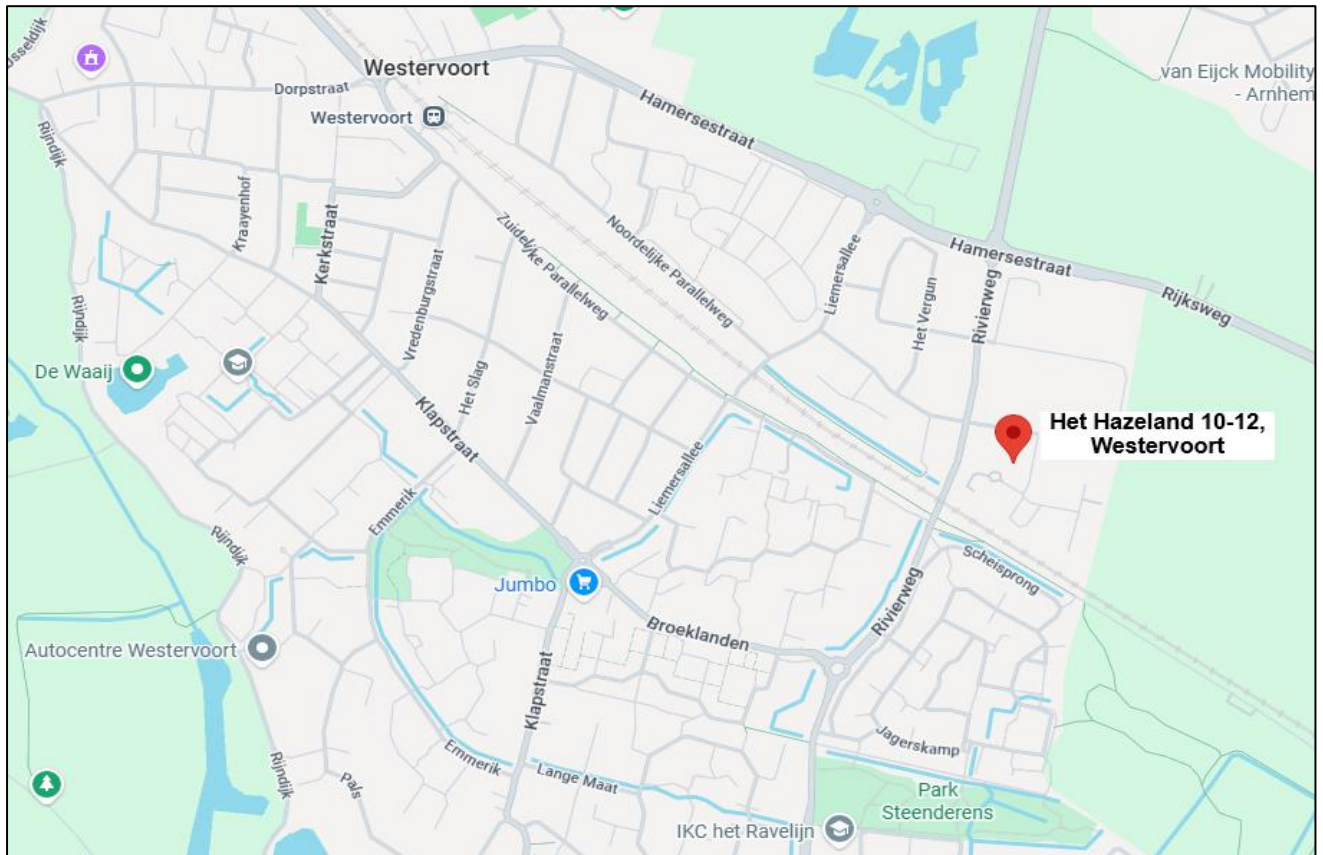 Westervoort
Dorpstraat
Westervoort
van Eijck Mobility
- Arnhem
Hamersestraat
Rijndijk
Kraayenhof
Kerkstraat
Zuidelijke Parallelweg
Noordelijke Parallelweg
Liemersallee
Hamersestraat
Rijksweg
Vredenburgstraat
Het Vergun
Rivierweg
Rijndijk
De Waaij
Het Slag
Vaalmanstraat
Klapstraat
Het Hazeland 10-12,
Westervoort
Liemersallee
Emmerik
Rijndijk
Scheisprong
Jumbo
Rivierweg
Broeklanden
Autocentre Westervoort
Klapstraat
Jagerskamp
Emmerik
Lange Maat
Rijndijk
Pals
Park
Steenderens
IKC het Ravelijn